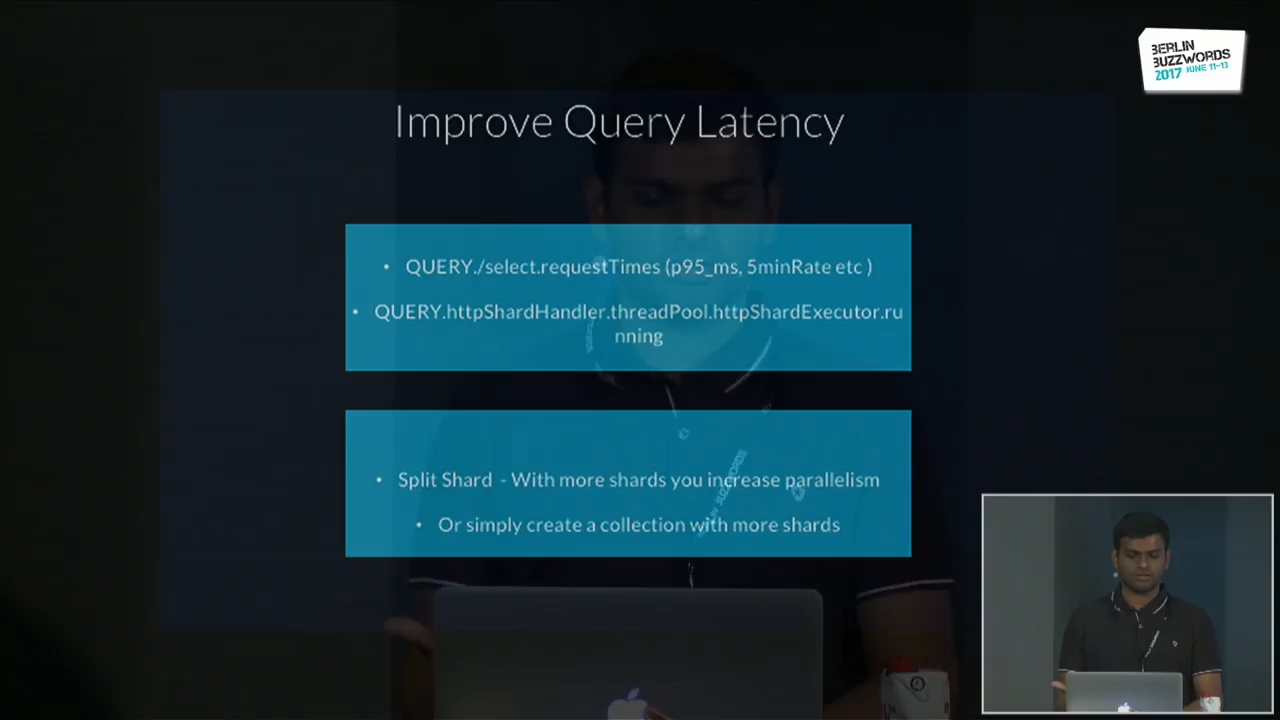 BERLIN
BUZZWORDS
2017 JUNE 11-13
Improve Query Latency
• QUERY./select.requestTimes (p95_ms, 5minRate etc )
• QUERY.httpShardHandler.threadPool.httpShardExecutor.ru
nning
• Split Shard - With more shards you increase parallelism
• Or simply create a collection with more shards